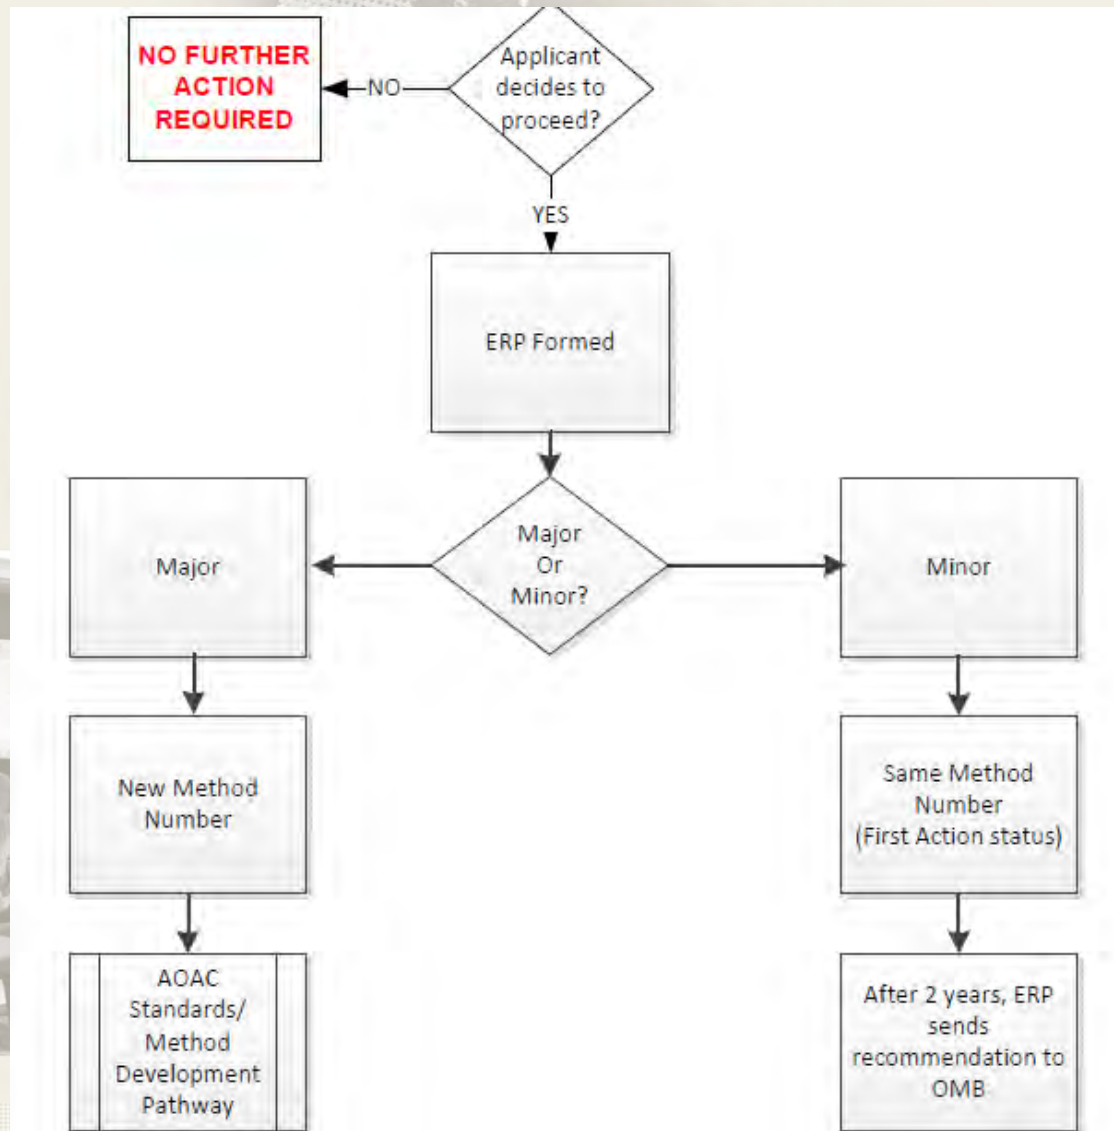 NO FURTHER
ACTION
REQUIRED
NO
Applicant
decides to
proceed?
YES
ERP Formed
Major
Major
Or
Minor?
Minor
New Method
Number
Same Method
Number
(First Action status)
AOAC
Standards/
Method
Development
Pathway
After 2 years, ERP
sends
recommendation to
OMB